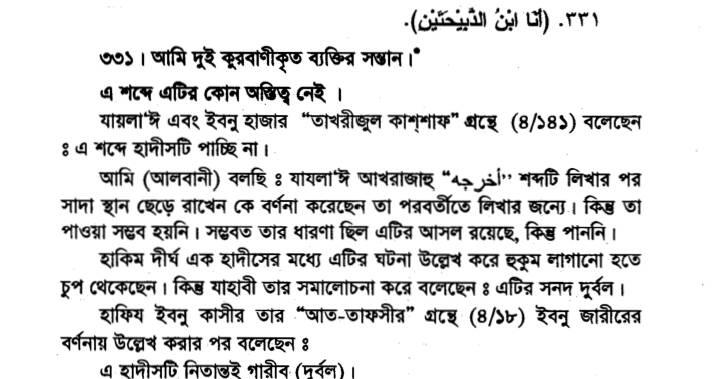 ٣٣١. (أَنَا ابْنُ الذَّبِيْحَتَيْنِ).
৩৩১। আমি দুই কুরবাণীকৃত ব্যক্তির সন্তান।*
এ শব্দে এটির কোন অস্তিত্ব নেই ।
যায়লা‘ঈ এবং ইবনু হাজার “তাখরীজুল কাশ্শাফ” গ্রন্থে (৪/১৪১) বলেছেন
ঃ এ শব্দে হাদীসটি পাচ্ছি না।
আমি (আলবানী) বলছি ঃ যায়লা‘ঈ আখরাজাহু “أخرجه” শব্দটি লিখার পর
সাদা স্থান ছেড়ে রাখেন কে বর্ণনা করেছেন তা পরবর্তীতে লিখার জন্যে। কিন্তু তা
পাওয়া সম্ভব হয়নি। সম্ভবত তার ধারণা ছিল এটির আসল রয়েছে, কিন্তু পাননি।
হাকিম দীর্ঘ এক হাদীসের মধ্যে এটির ঘটনা উল্লেখ করে হুকুম লাগানো হতে
চুপ থেকেছেন। কিন্তু যাহাবী তার সমালোচনা করে বলেছেন ঃ এটির সনদ দুর্বল।
হাফিয ইবনু কাসীর তার “আত-তাফসীর” গ্রন্থে (৪/১৮) ইবনু জারীরের
বর্ণনায় উল্লেখ করার পর বলেছেন ঃ
এ হাদীসটি নিতান্তই গারীব (দুর্বল)।